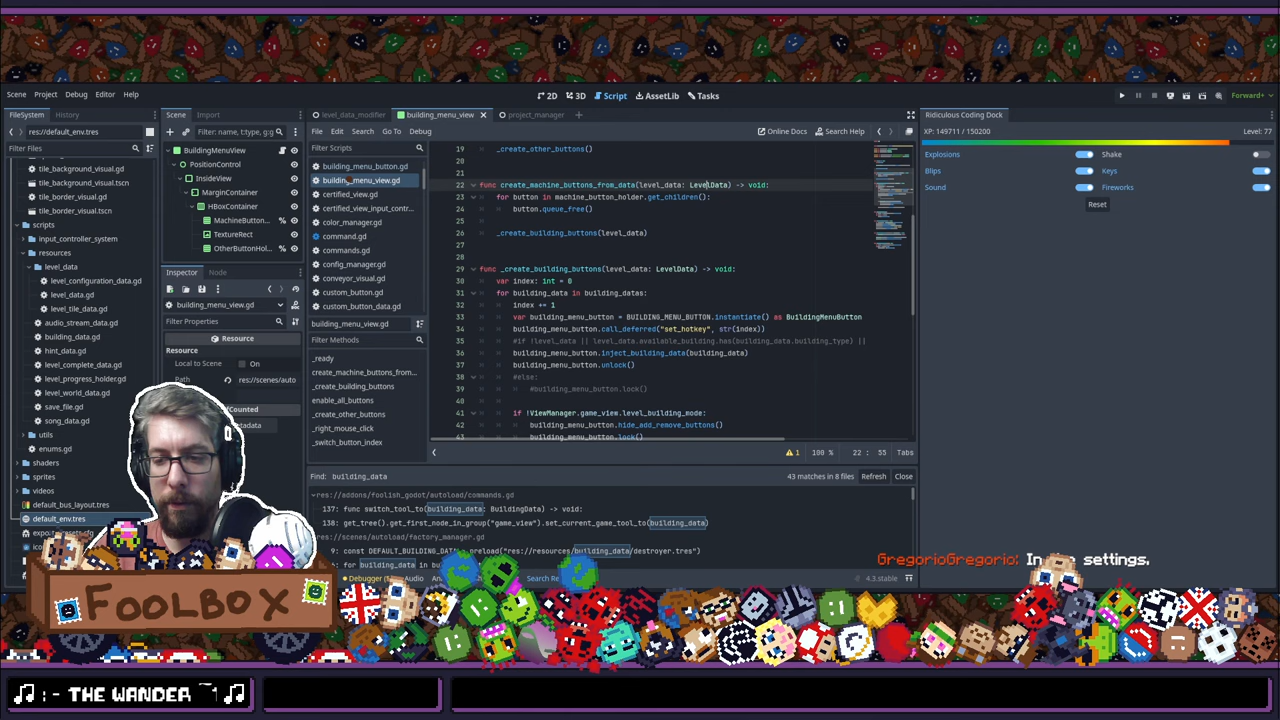 Scene Project Debug Editor Help
2D 3D Script AssetLib Tasks
Forward+
FileSystem History
res://default_env.tres
Filter Files
tile_background_visual.gd
tile_background_visual.tscn
tile_border_visual.gd
tile_border_visual.tscn
scripts
input_controller_system
resources
level_data
level_configuration_data.gd
level_data.gd
level_tile_data.gd
audio_stream_data.gd
building_data.gd
hint_data.gd
level_complete_data.gd
level_progress_holder.gd
level_world_data.gd
save_file.gd
song_data.gd
utils
enums.gd
shaders
sprites
videos
default_bus_layout.tres
default_env.tres
Scene Import
Filter: name, t:type, g:g
BuildingMenuView
PositionControl
InsideView
MarginContainer
HBoxContainer
MachineButton...
TextureRect
OtherButtonHol...
Inspector Node
building_menu_view.gd
Filter Properties
Resource
Resource
Local to Scene On
Path res://scenes/auto
level_data_modifier building_menu_view project_manager
File Edit Search Go To Debug
Online Docs Search Help
Filter Scripts
building_menu_button.gd
building_menu_view.gd
certified_view.gd
certified_view_input_contr...
color_manager.gd
command.gd
commands.gd
config_manager.gd
conveyor_visual.gd
custom_button.gd
custom_button_data.gd
building_menu_view.gd
Filter Methods
_ready
create_machine_buttons_from...
_create_building_buttons
enable_all_buttons
_create_other_buttons
_right_mouse_click
_switch_button_index
19 _create_other_buttons()
20
21
22 func create_machine_buttons_from_data(level_data: LevelData) -> void:
23 for button in machine_button_holder.get_children():
24 button.queue_free()
25
26 _create_building_buttons(level_data)
27
28
29 func _create_building_buttons(level_data: LevelData) -> void:
30 var index: int = 0
31 for building_data in building_datas:
32 index += 1
33 var building_menu_button = BUILDING_MENU_BUTTON.instantiate() as BuildingMenuButton
34 building_menu_button.call_deferred("set_hotkey", str(index))
35 #if !level_data || level_data.available_building.has(building_data.building_type) ||
36 building_menu_button.inject_building_data(building_data)
37 building_menu_button.unlock()
38 #else:
39 #building_menu_button.lock()
40
41 if !ViewManager.game_view.level_building_mode:
42 building_menu_button.hide_add_remove_buttons()
43 building_menu_button.lock()
1 100 % 22 : 55 Tabs
Find: building_data
43 matches in 8 files Refresh Close
res://addons/foolish_godot/autoload/commands.gd
137: func switch_tool_to(building_data: BuildingData) -> void:
138: get_tree().get_first_node_in_group("game_view").set_current_game_tool_to(building_data)
res://scenes/autoload/factory_manager.gd
4.3.stable
Ridiculous Coding Dock
XP: 149711 / 150200 Level: 77
Explosions Shake
Blips Keys
Sound Fireworks
Reset
GregorioGregorio:
settings.
FOOLBOX
:- THE WANDER